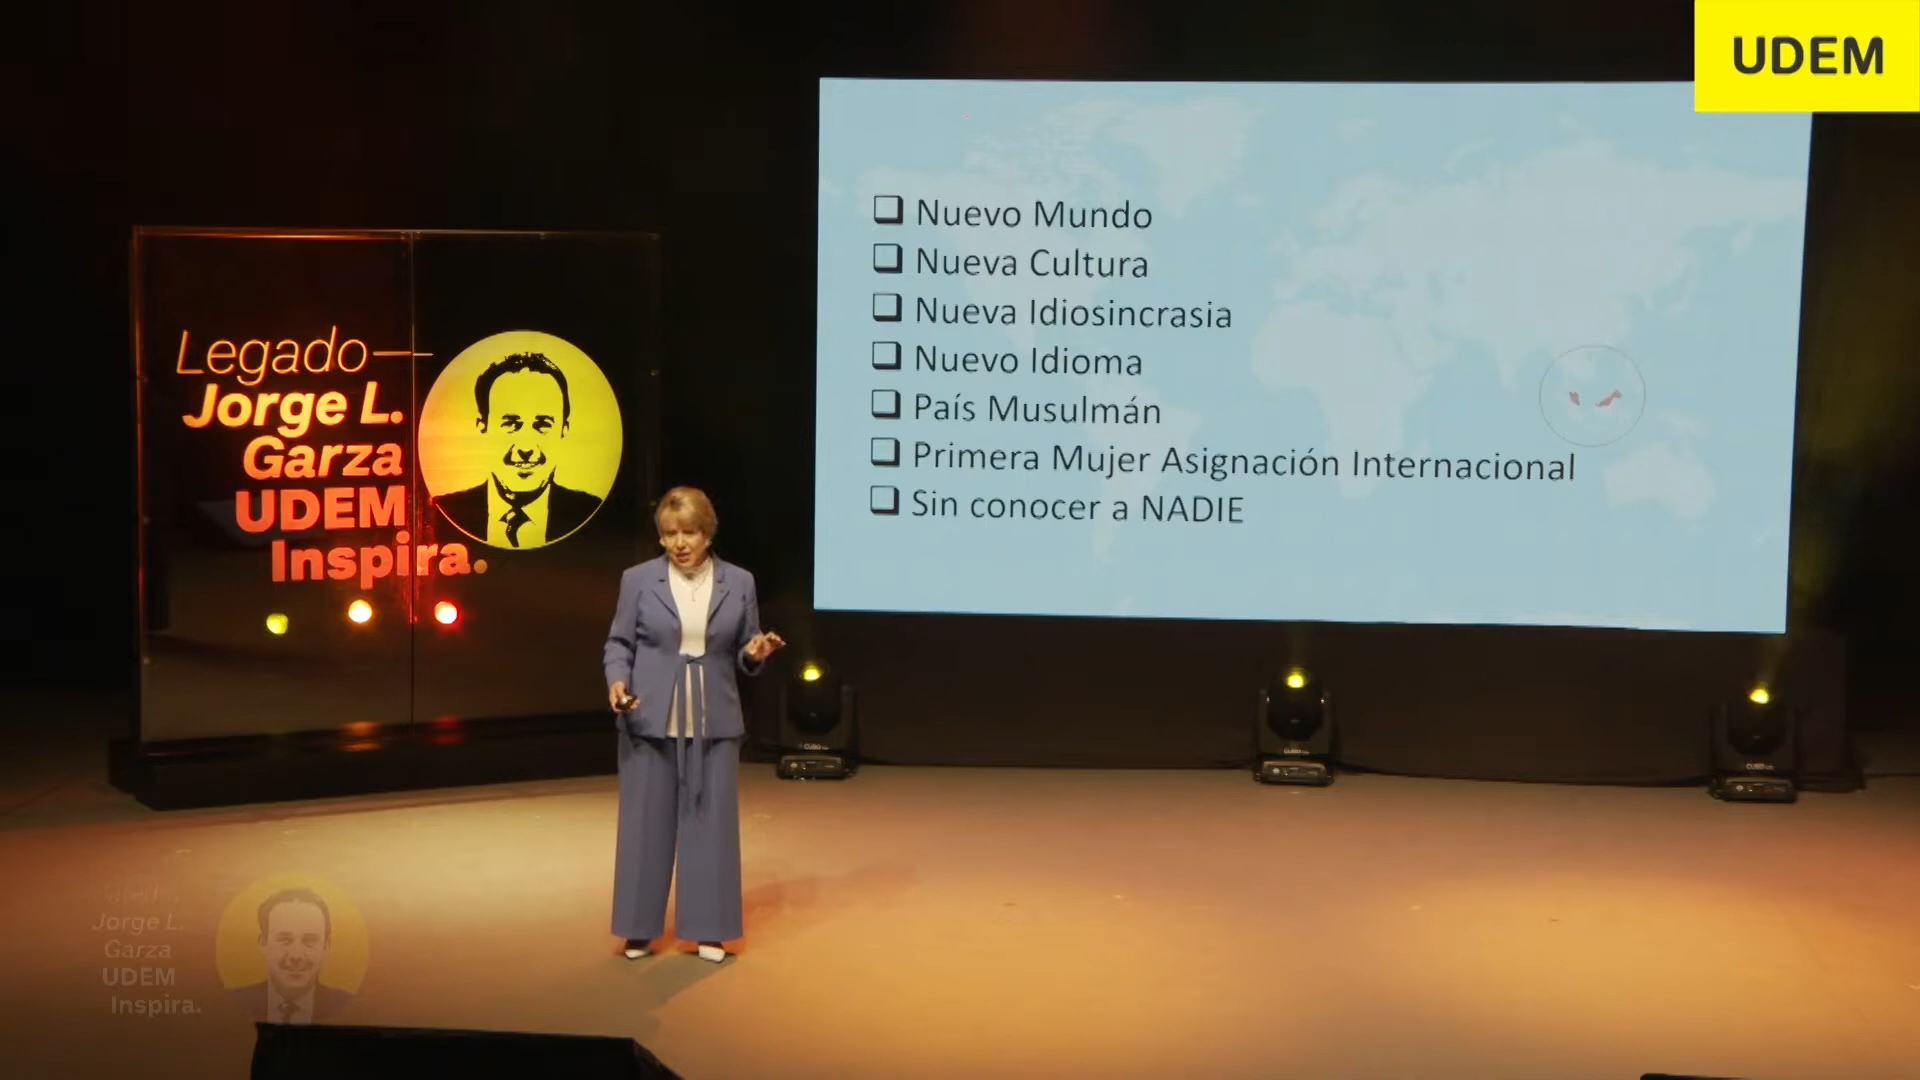 UDEM
Nuevo Mundo
Nueva Cultura
Nueva Idiosincrasia
Nuevo Idioma
País Musulmán
Primera Mujer Asignación Internacional
Sin conocer a NADIE
Legado
Jorge L.
Garza
UDEM
Inspira.
Jorge L.
Garza
UDEM
Inspira.